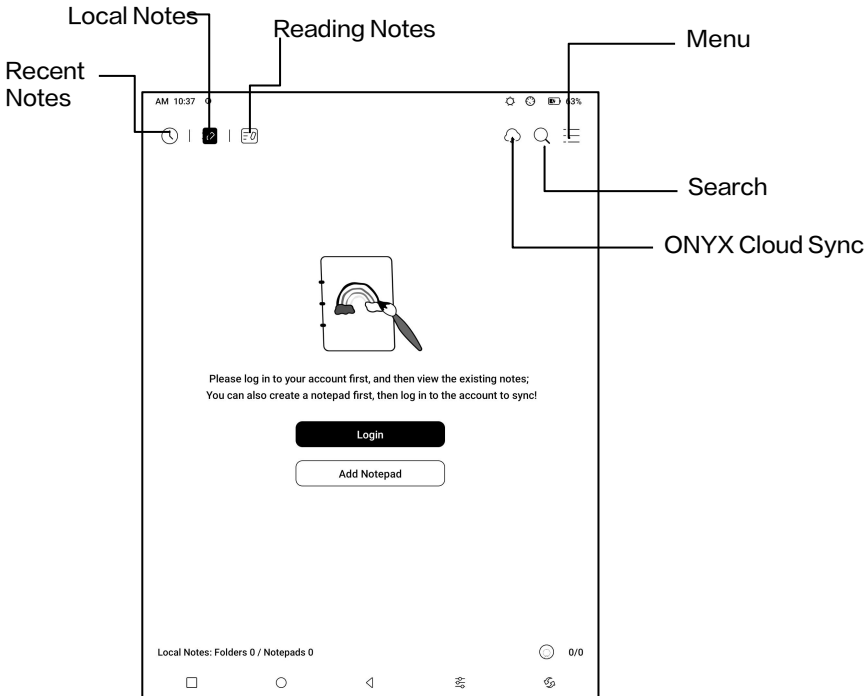 Local Notes
Reading Notes
Menu
Recent
Notes
AM 10:37
63%
Search
ONYX Cloud Sync
Please log in to your account first, and then view the existing notes;
You can also create a notepad first, then log in to the account to sync!
Login
Add Notepad
Local Notes: Folders 0 / Notepads 0
0/0